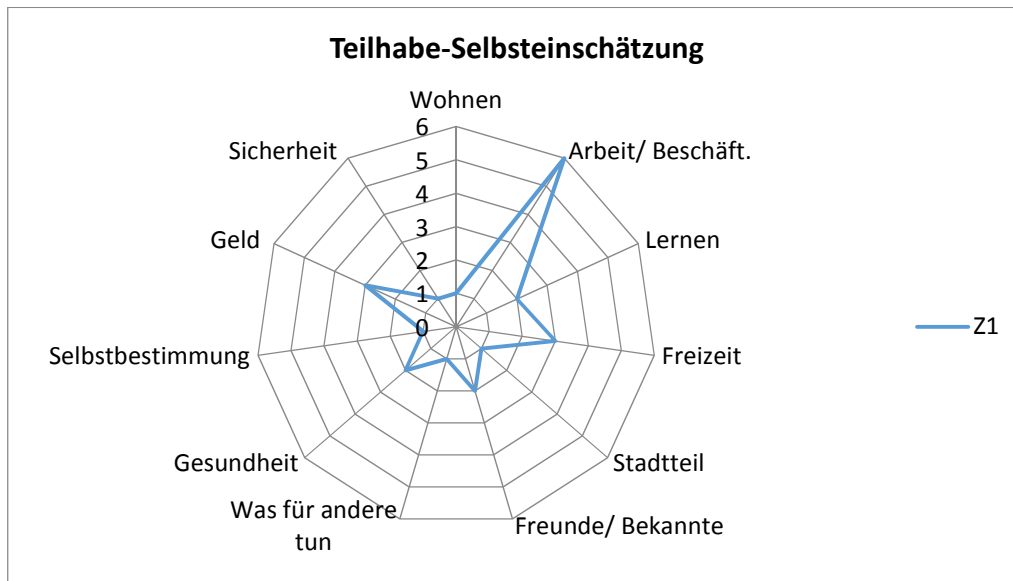 Teilhabe-Selbsteinschätzung
Wohnen
Arbeit/ Beschäft.
Lernen
Freizeit
Stadtteil
Freunde/ Bekannte
Was für andere
tun
Gesundheit
Selbstbestimmung
Geld
Sicherheit
6
5
4
3
2
1
0
Z1